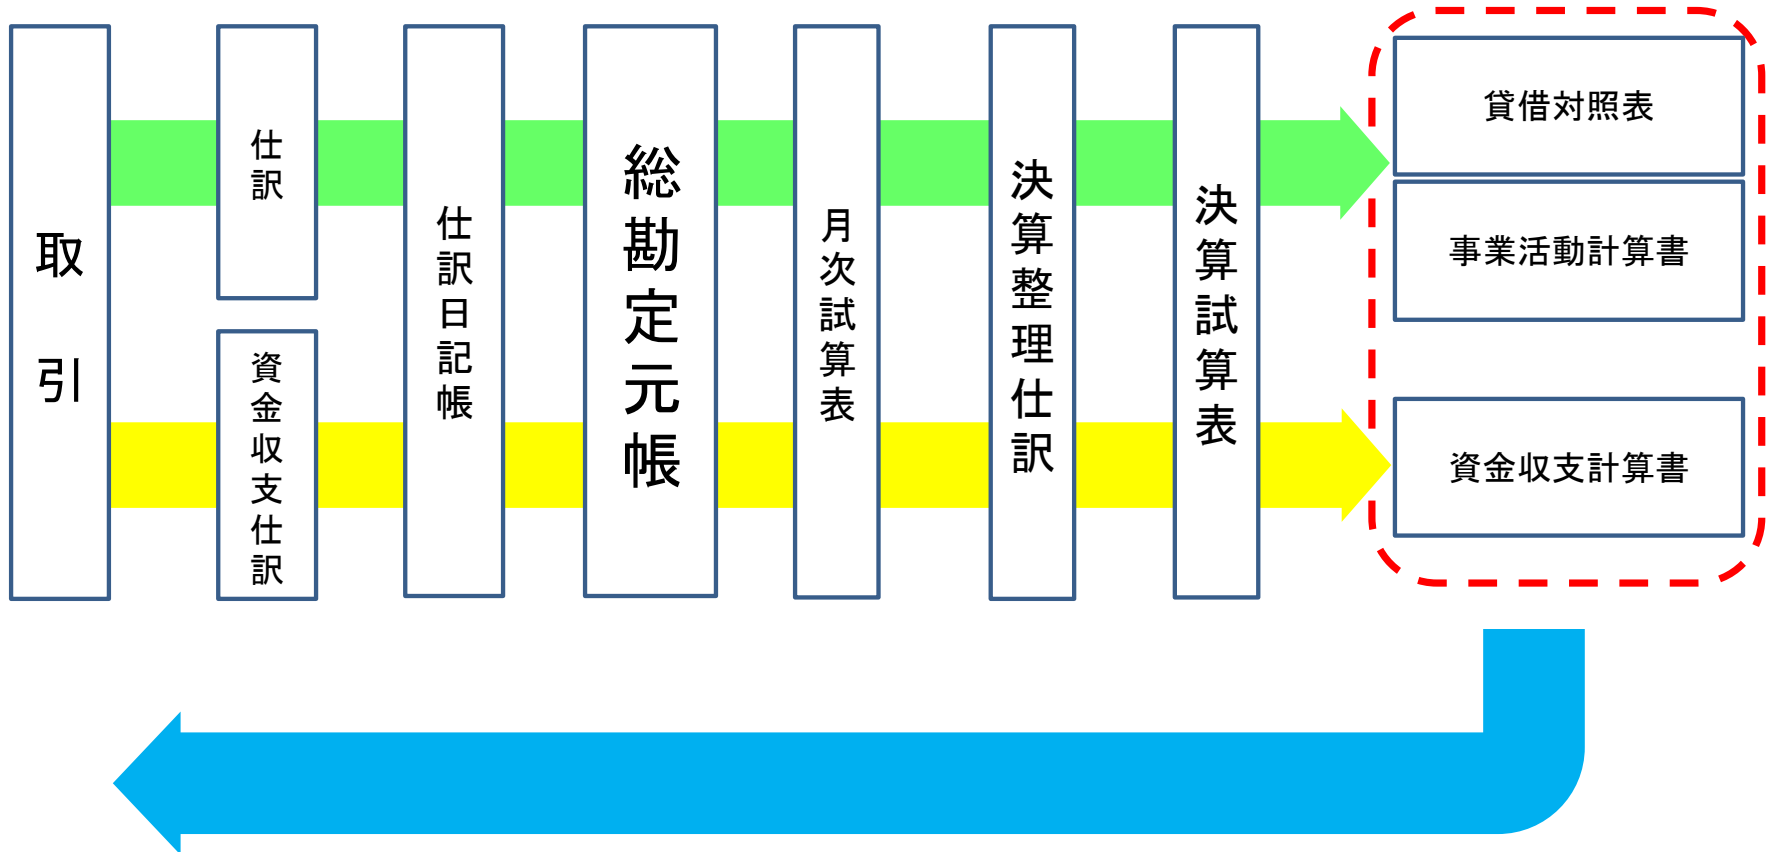 取引
仕訳
資金収支仕訳
仕訳日記帳
総勘定元帳
月次試算表
決算整理仕訳
決算試算表
貸借対照表
事業活動計算書
資金収支計算書